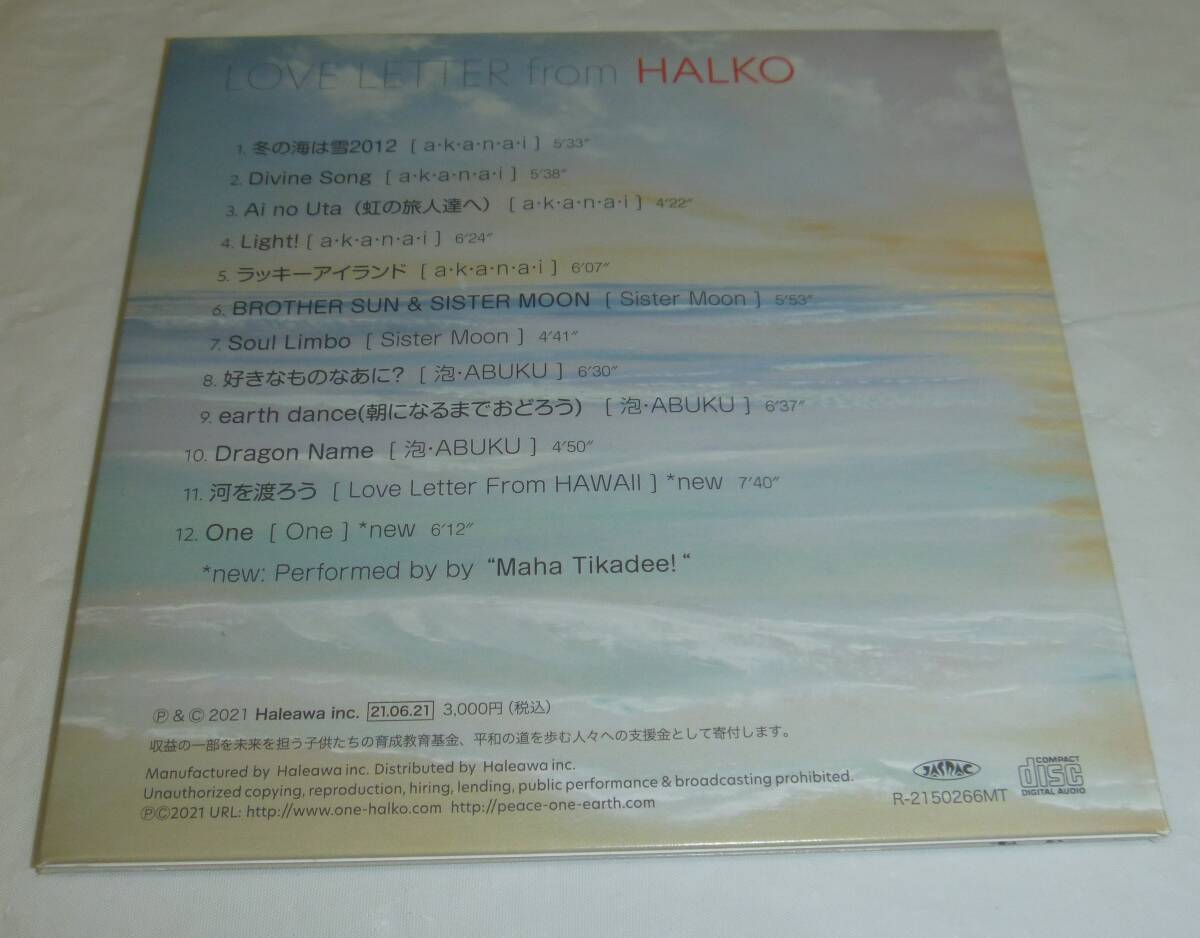 LOVE LETTER from HALKO
1. 冬の海は雪2012 [ a・k・a・n・a・i ] 5′33″
2. Divine Song [ a・k・a・n・a・i ] 5′38″
3. Ai no Uta (虹の旅人達へ) [ a・k・a・n・a・i ] 4′22″
4. Light! [ a・k・a・n・a・i ] 6′24″
5. ラッキーアイランド [ a・k・a・n・a・i ] 6′07″
6. BROTHER SUN & SISTER MOON [ Sister Moon ] 5′53″
7. Soul Limbo [ Sister Moon ] 4′41″
8. 好きなものなあに? [ 泡・ABUKU ] 6′30″
9. earth dance(朝になるまでおどろう) [ 泡・ABUKU ] 6′37″
10. Dragon Name [ 泡・ABUKU ] 4′50″
11. 河を渡ろう [ Love Letter From HAWAII ] *new 7′40″
12. One [ One ] *new 6′12″
*new: Performed by by “Maha Tikadee! “
Ⓟ & © 2021 Haleawa inc. 21.06.21 3,000円(税込)
収益の一部を未来を担う子供たちの育成教育基金、平和の道を歩む人々への支援金として寄付します。
Manufactured by Haleawa inc. Distributed by Haleawa inc.
Unauthorized copying, reproduction, hiring, lending, public performance & broadcasting prohibited.
Ⓟ©2021 URL: http://www.one-halko.com http://peace-one-earth.com
JASRAC
R-2150266MT
COMPACT
disc
DIGITAL AUDIO